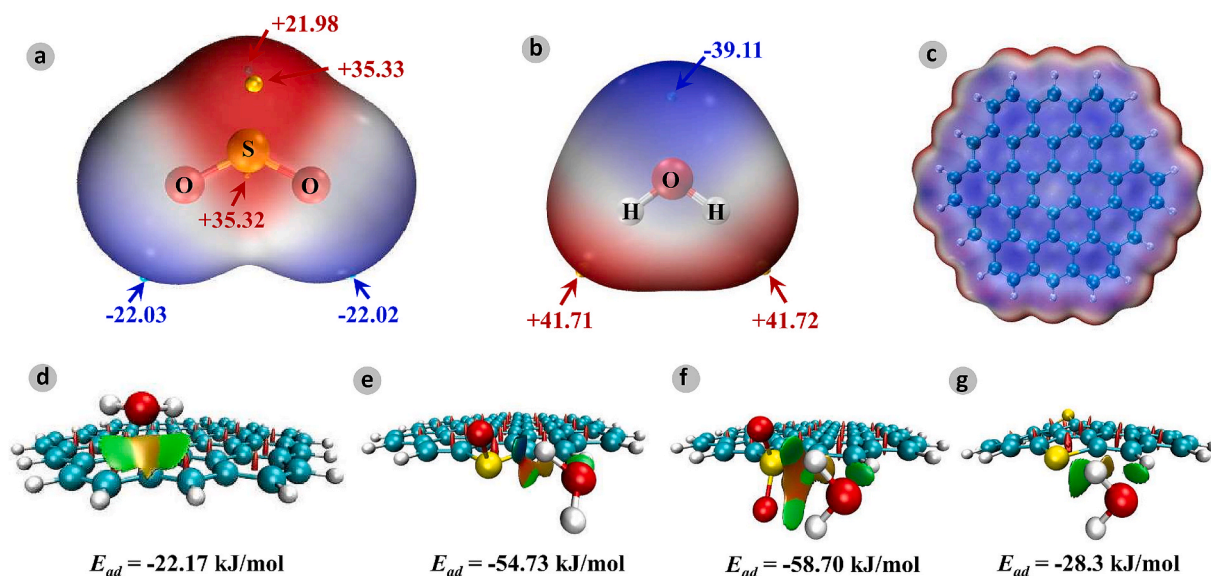 a
+21.98
+35.33
S
O
O
+35.32
-22.03
-22.02
b
-39.11
O
H
H
+41.71
+41.72
c
d
E_ad = -22.17 kJ/mol
e
E_ad = -54.73 kJ/mol
f
E_ad = -58.70 kJ/mol
g
E_ad = -28.3 kJ/mol